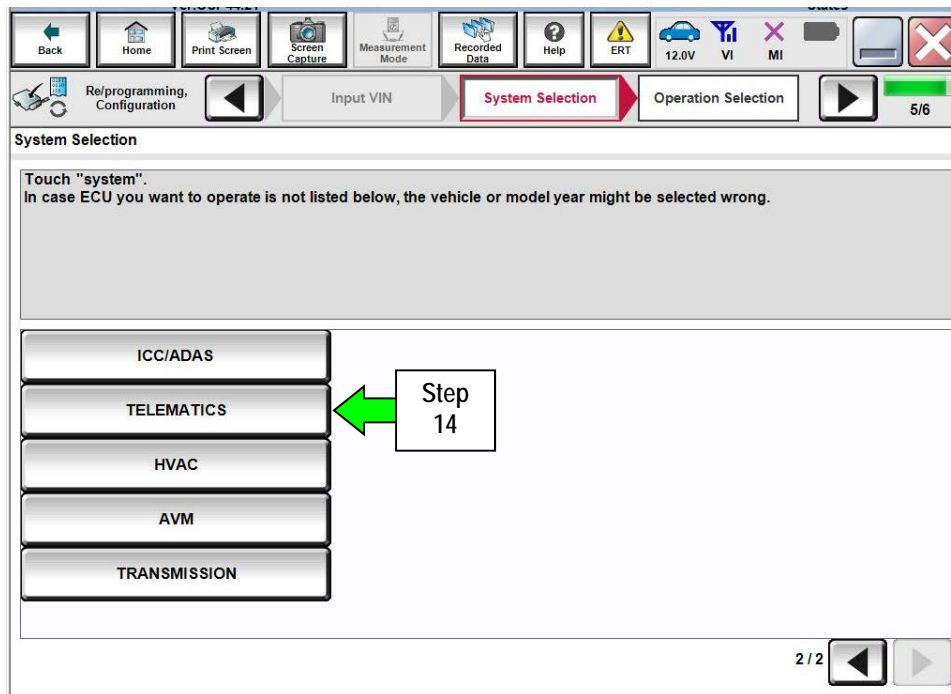 Back
Home
Print Screen
Screen
Capture
Measurement
Mode
Recorded
Data
Help
ERT
12.0V
VI
MI
Re/programming,
Configuration
Input VIN
System Selection
Operation Selection
5/6
System Selection
Touch "system".
In case ECU you want to operate is not listed below, the vehicle or model year might be selected wrong.
ICC/ADAS
TELEMATICS
Step
14
HVAC
AVM
TRANSMISSION
2/2